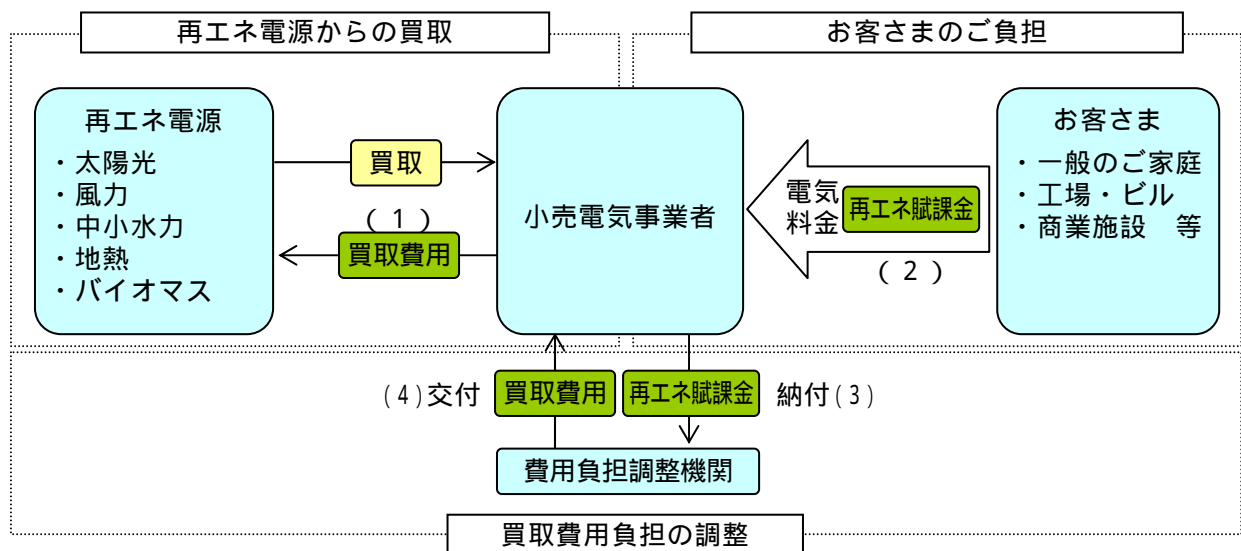 再エネ電源からの買取
お客さまのご負担
再エネ電源
・太陽光
・風力
・中小水力
・地熱
・バイオマス
買取
(1)
買取費用
小売電気事業者
電気
料金
再エネ賦課金
(2)
お客さま
・一般のご家庭
・工場・ビル
・商業施設 等
(4)交付
買取費用
再エネ賦課金
納付(3)
費用負担調整機関
買取費用負担の調整